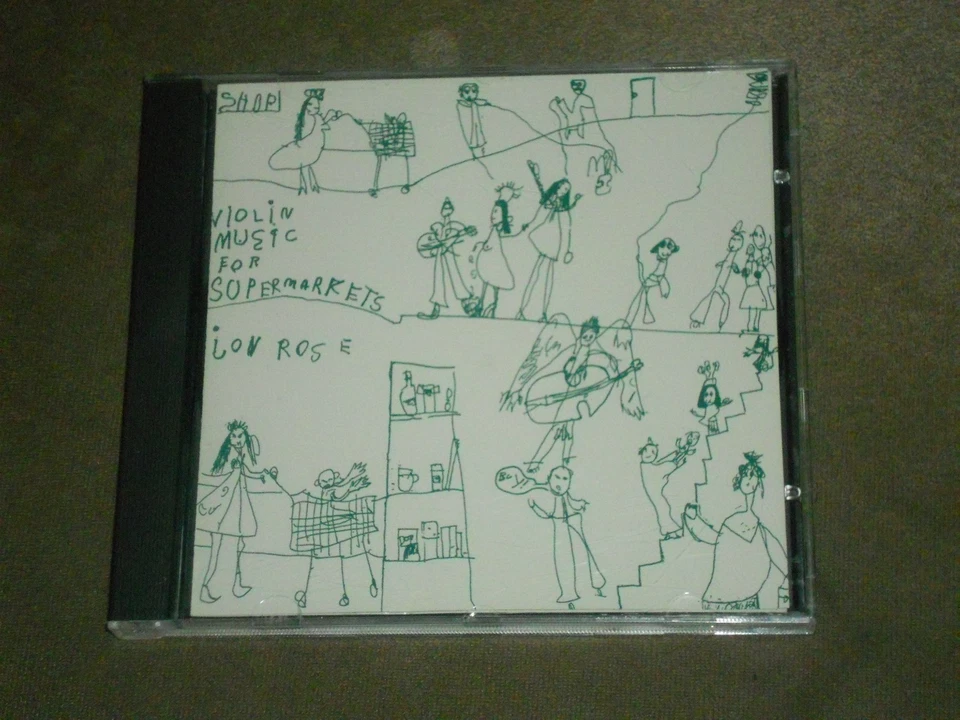 SHOP
VIOLIN
MUSIC
FOR
SUPERMARKETS
jON ROSE